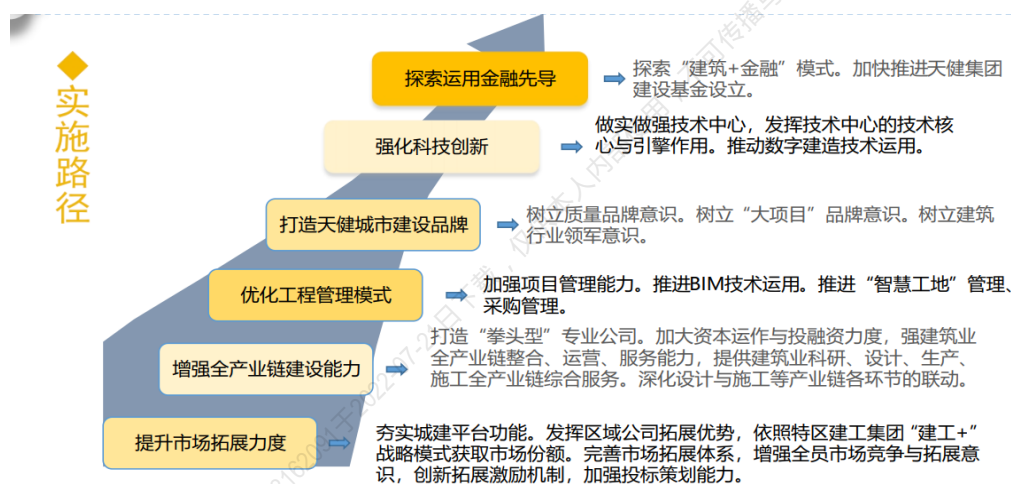 实施路径
探索运用金融先导
探索“建筑+金融”模式。加快推进天健集团
建设基金设立。
强化科技创新
做实做强技术中心，发挥技术中心的技术核
心与引擎作用。推动数字建造技术运用。
打造天健城市建设品牌
树立质量品牌意识。树立“大项目”品牌意识。树立建筑
行业领军意识。
优化工程管理模式
加强项目管理能力。推进BIM技术运用。推进“智慧工地”管理、
采购管理。
增强全产业链建设能力
打造“拳头型”专业公司。加大资本运作与投融资力度，强建筑业
全产业链整合、运营、服务能力，提供建筑业科研、设计、生产、
施工全产业链综合服务。深化设计与施工等产业链各环节的联动。
提升市场拓展力度
夯实城建平台功能。发挥区域公司拓展优势，依照特区建工集团“建工+”
战略模式获取市场份额。完善市场拓展体系，增强全员市场竞争与拓展意
识，创新拓展激励机制，加强投标策划能力。